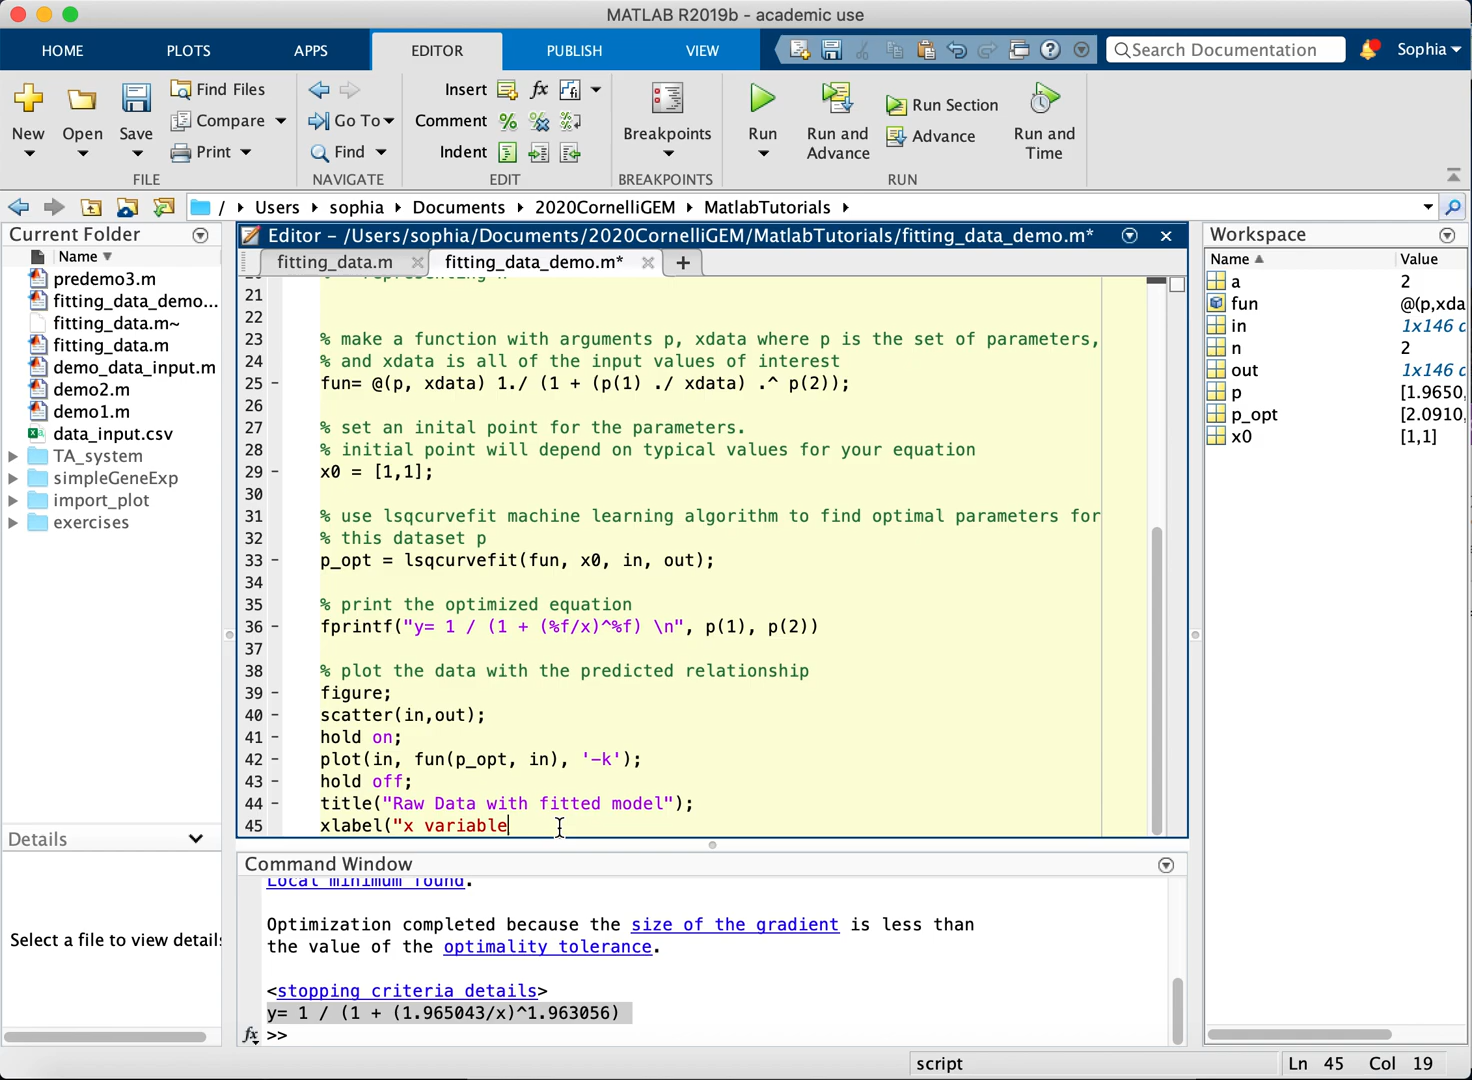 MATLAB R2019b - academic use
HOME PLOTS APPS EDITOR PUBLISH VIEW Search Documentation Sophia
New Open Save Find Files Compare Print
FILE
Go To Find
NAVIGATE
Insert fx
Comment
Indent
EDIT
Breakpoints
BREAKPOINTS
Run Run and Advance Run Section Advance Run and Time
RUN
/ Users sophia Documents 2020CornelliGEM MatlabTutorials
Current Folder
Name
predemo3.m
fitting_data_demo...
fitting_data.m~
fitting_data.m
demo_data_input.m
demo2.m
demo1.m
data_input.csv
TA_system
simpleGeneExp
import_plot
exercises
Details
Select a file to view details
Editor - /Users/sophia/Documents/2020CornelliGEM/MatlabTutorials/fitting_data_demo.m*
fitting_data.m fitting_data_demo.m*
21
22
23 % make a function with arguments p, xdata where p is the set of parameters,
24 % and xdata is all of the input values of interest
25 - fun= @(p, xdata) 1./ (1 + (p(1) ./ xdata) .^ p(2));
26
27 % set an inital point for the parameters.
28 % initial point will depend on typical values for your equation
29 - x0 = [1,1];
30
31 % use lsqcurvefit machine learning algorithm to find optimal parameters for
32 % this dataset p
33 - p_opt = lsqcurvefit(fun, x0, in, out);
34
35 % print the optimized equation
36 - fprintf("y= 1 / (1 + (%f/x)^%f) \n", p(1), p(2))
37
38 % plot the data with the predicted relationship
39 - figure;
40 - scatter(in,out);
41 - hold on;
42 - plot(in, fun(p_opt, in), '-k');
43 - hold off;
44 - title("Raw Data with fitted model");
45 xlabel("x variable
Command Window
Local minimum found.
Optimization completed because the size of the gradient is less than
the value of the optimality tolerance.
<stopping criteria details>
y= 1 / (1 + (1.965043/x)^1.963056)
fx >>
Workspace
Name Value
a 2
fun @(p,xda
in 1x146 d
n 2
out 1x146 d
p [1.9650,
p_opt [2.0910,
x0 [1,1]
script Ln 45 Col 19